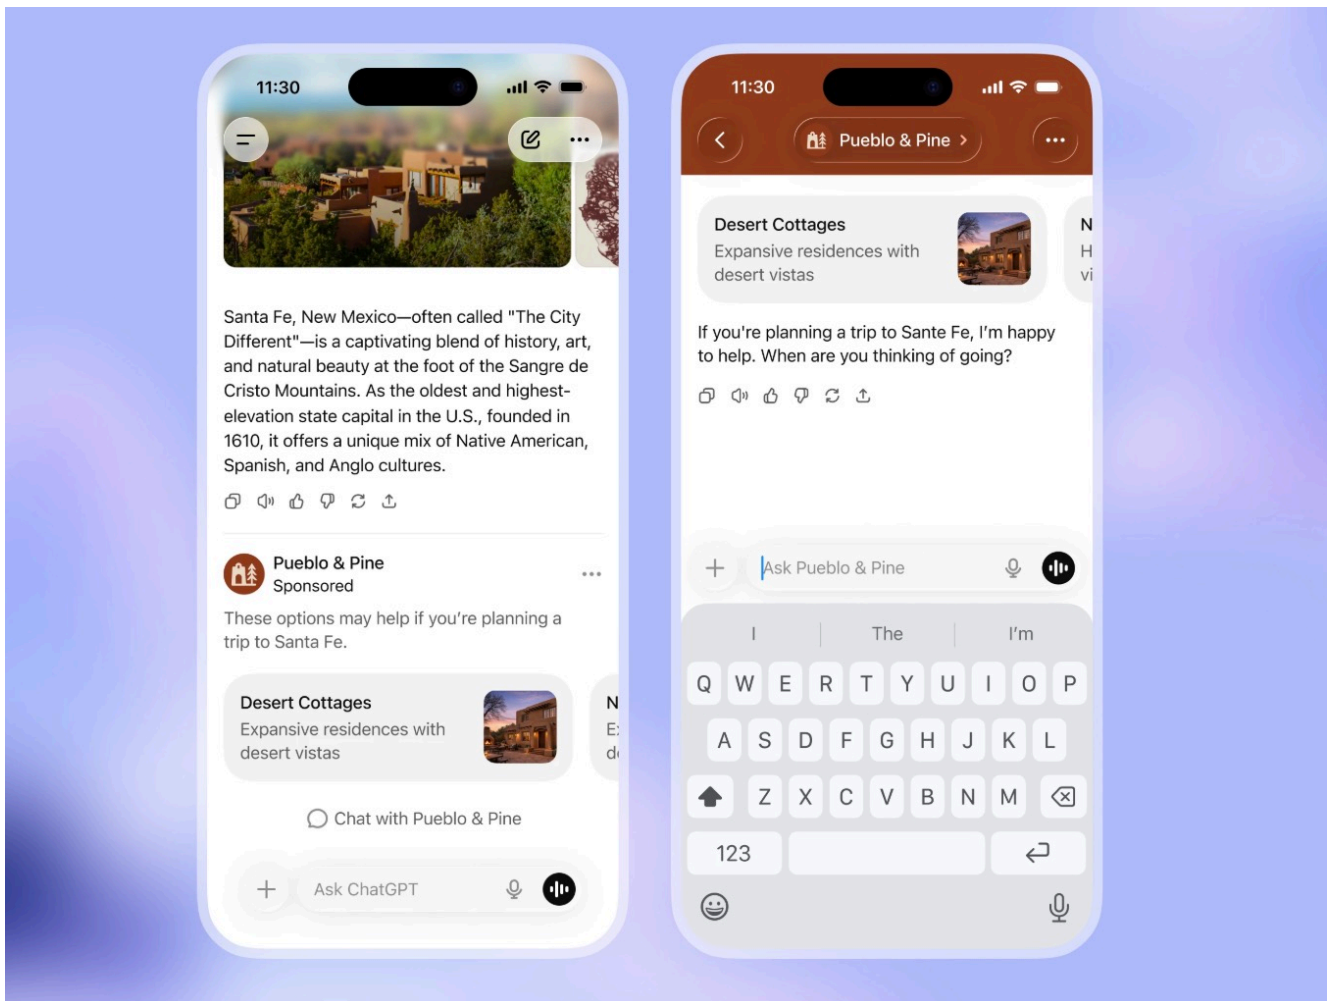 11:30
Santa Fe, New Mexico—often called "The City
Different"—is a captivating blend of history, art,
and natural beauty at the foot of the Sangre de
Cristo Mountains. As the oldest and highest-
elevation state capital in the U.S., founded in
1610, it offers a unique mix of Native American,
Spanish, and Anglo cultures.
Pueblo & Pine
Sponsored
These options may help if you're planning a
trip to Santa Fe.
Desert Cottages
Expansive residences with
desert vistas
N
E
d
Chat with Pueblo & Pine
Ask ChatGPT
11:30
Pueblo & Pine
Desert Cottages
Expansive residences with
desert vistas
N
H
vi
If you're planning a trip to Sante Fe, I'm happy
to help. When are you thinking of going?
Ask Pueblo & Pine
I The I'm
Q W E R T Y U I O P
A S D F G H J K L
Z X C V B N M
123